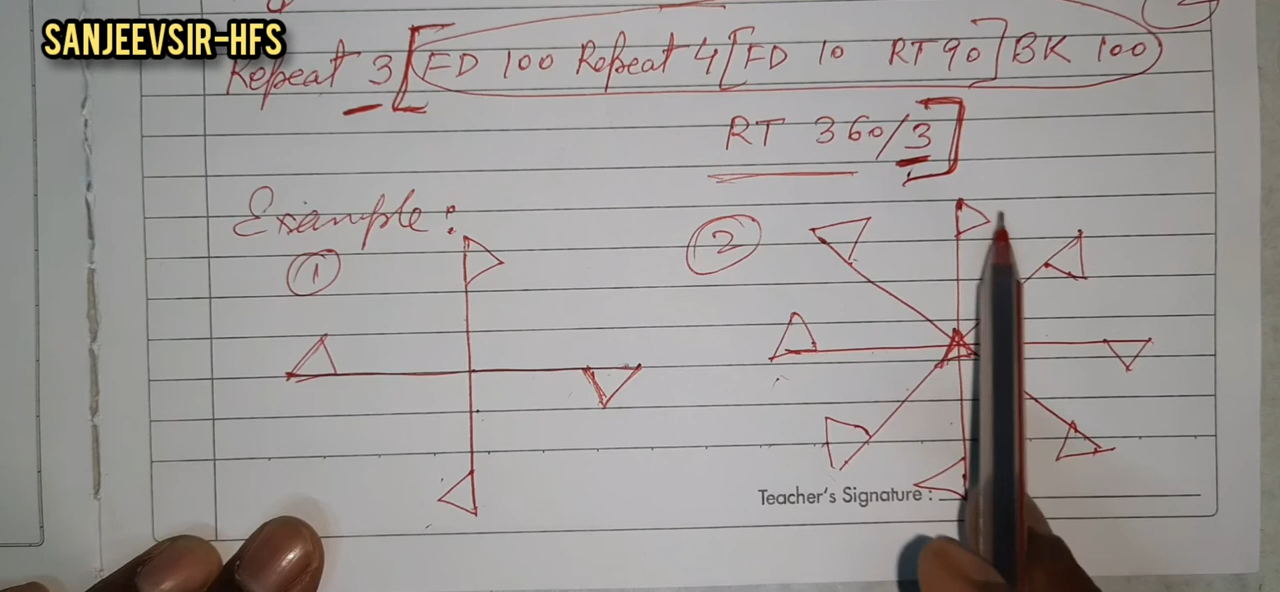 SANJEEVSIR-HFS
Repeat 3[FD 100 Repeat 4[FD 10 RT 90] BK 100
RT 360/3]
Example:
1
2
Teacher's Signature :